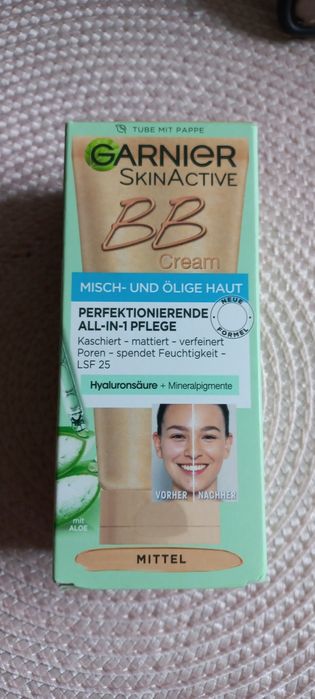 TUBE MIT PAPPE
GARNIER
SKINACTIVE
BB
Cream
MISCH- UND ÖLIGE HAUT
NEUE
FORMEL
PERFEKTIONIERENDE
ALL-IN-1 PFLEGE
Kaschiert – mattiert – verfeinert
Poren – spendet Feuchtigkeit –
LSF 25
Hyaluronsäure + Mineralpigmente
VORHER NACHHER
mit
ALOE
MITTEL